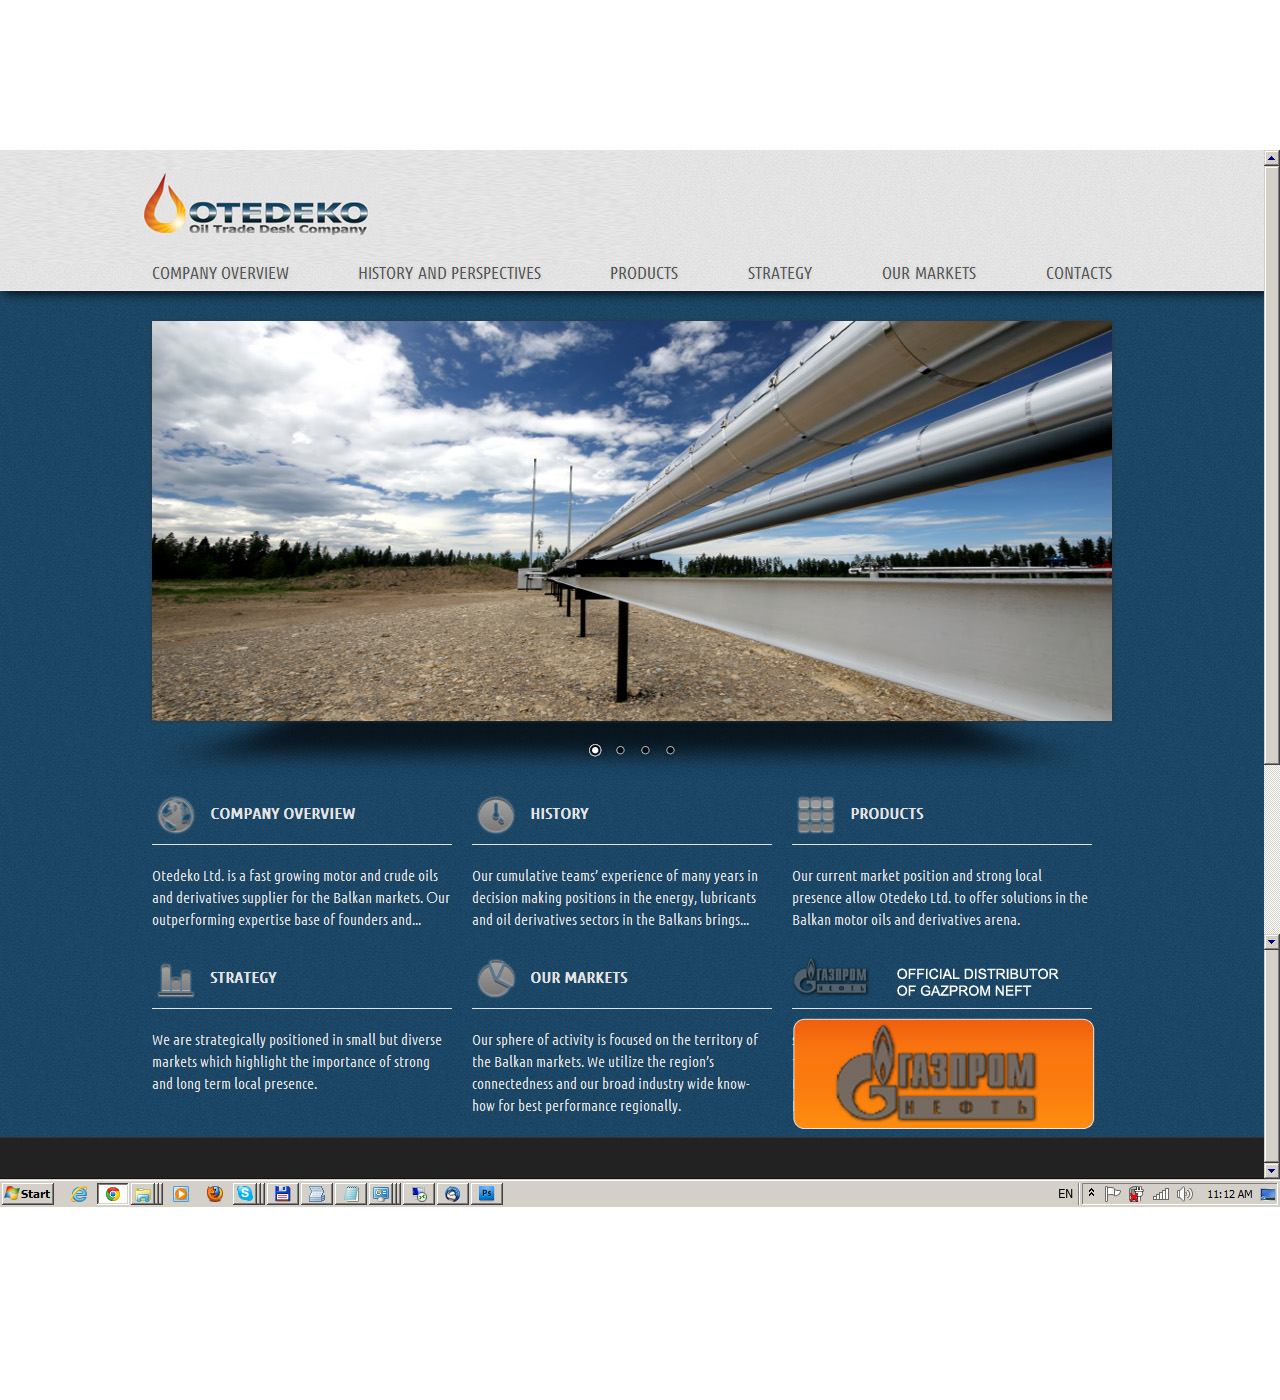 OTEDEKO
Oil Trade Desk Company
COMPANY OVERVIEW HISTORY AND PERSPECTIVES PRODUCTS STRATEGY OUR MARKETS CONTACTS
COMPANY OVERVIEW
Otedeko Ltd. is a fast growing motor and crude oils
and derivatives supplier for the Balkan markets. Our
outperforming expertise base of founders and...
HISTORY
Our cumulative teams’ experience of many years in
decision making positions in the energy, lubricants
and oil derivatives sectors in the Balkans brings...
PRODUCTS
Our current market position and strong local
presence allow Otedeko Ltd. to offer solutions in the
Balkan motor oils and derivatives arena.
STRATEGY
We are strategically positioned in small but diverse
markets which highlight the importance of strong
and long term local presence.
OUR MARKETS
Our sphere of activity is focused on the territory of
the Balkan markets. We utilize the region’s
connectedness and our broad industry wide know-
how for best performance regionally.
ГАЗПРОМ
НЕФТЬ
OFFICIAL DISTRIBUTOR
OF GAZPROM NEFT
ГАЗПРОМ
НЕФТЬ
Start
Ps
EN
11:12 AM